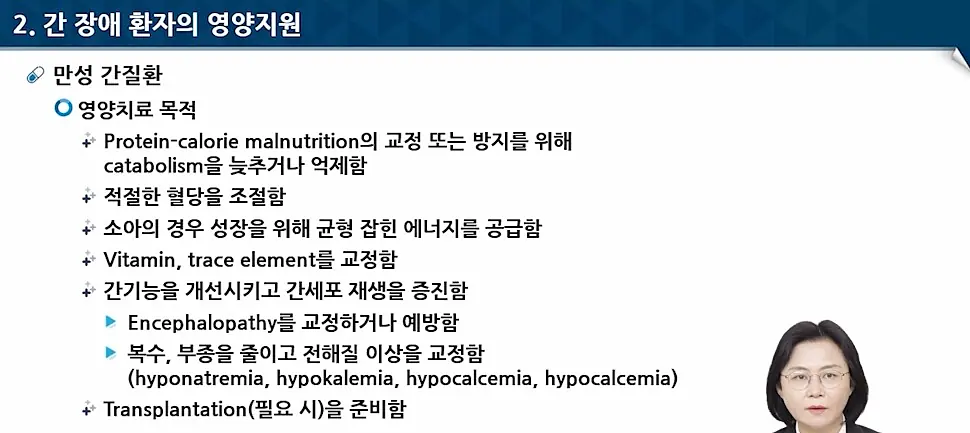 2. 간 장애 환자의 영양지원
만성 간질환
영양치료 목적
Protein-calorie malnutrition의 교정 또는 방지를 위해
catabolism을 늦추거나 억제함
적절한 혈당을 조절함
소아의 경우 성장을 위해 균형 잡힌 에너지를 공급함
Vitamin, trace element를 교정함
간기능을 개선시키고 간세포 재생을 증진함
Encephalopathy를 교정하거나 예방함
복수, 부종을 줄이고 전해질 이상을 교정함
(hyponatremia, hypokalemia, hypocalcemia, hypocalcemia)
Transplantation(필요 시)을 준비함